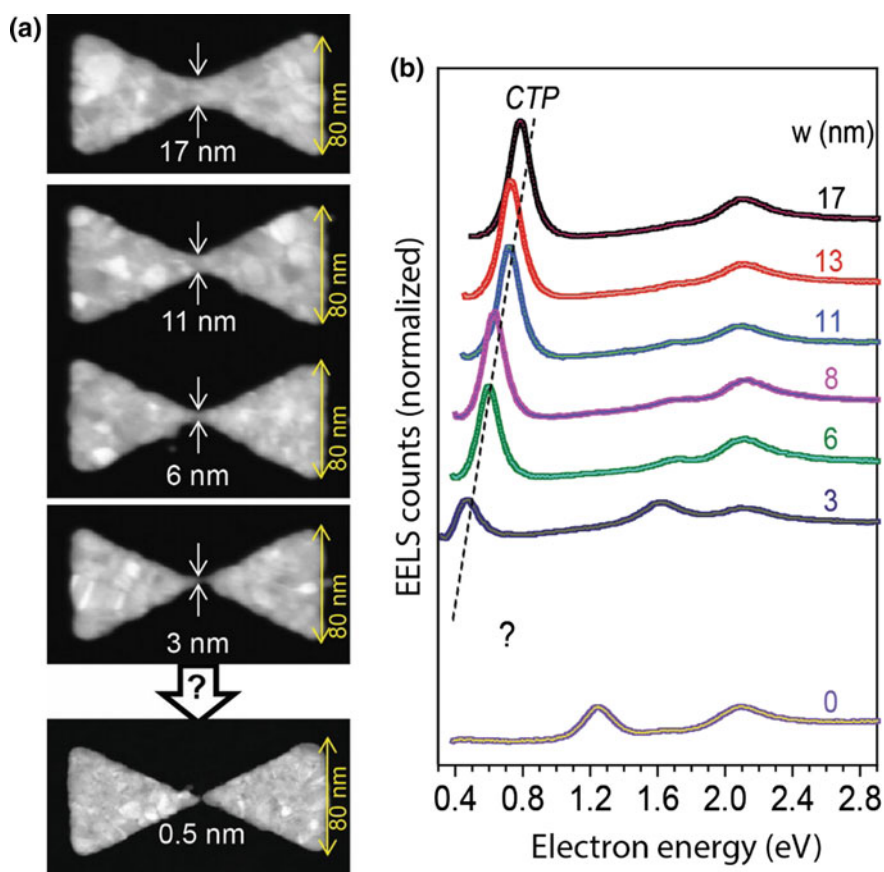 (a)
17 nm
80 nm
11 nm
80 nm
6 nm
80 nm
3 nm
80 nm
?
0.5 nm
80 nm
(b)
CTP
w (nm)
17
13
11
8
6
3
?
0
EELS counts (normalized)
0.4 0.8 1.2 1.6 2.0 2.4 2.8
Electron energy (eV)